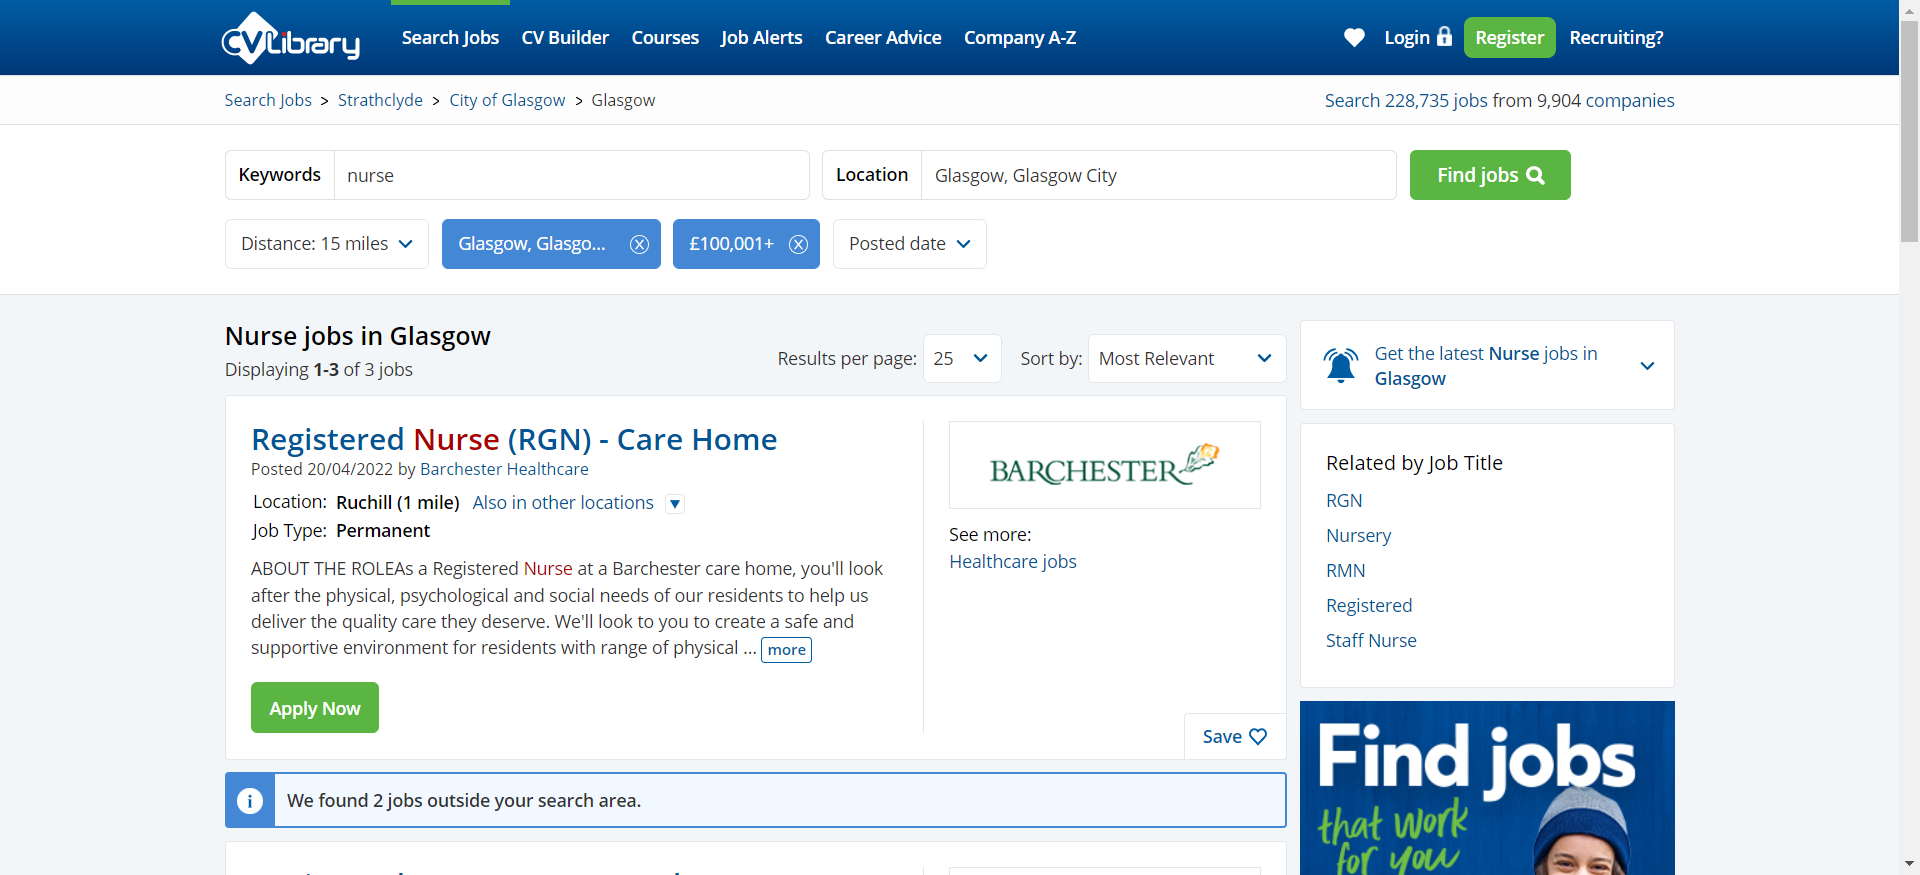 CVLibrary
Search Jobs
CV Builder
Courses
Job Alerts
Career Advice
Company A-Z
Login
Register
Recruiting?
Search Jobs > Strathclyde > City of Glasgow > Glasgow
Search 228,735 jobs from 9,904 companies
Keywords
nurse
Location
Glasgow, Glasgow City
Find jobs
Distance: 15 miles
Glasgow, Glasgo...
£100,001+
Posted date
Nurse jobs in Glasgow
Displaying 1-3 of 3 jobs
Results per page: 25
Sort by: Most Relevant
Registered Nurse (RGN) - Care Home
Posted 20/04/2022 by Barchester Healthcare
Location: Ruchill (1 mile) Also in other locations
Job Type: Permanent
ABOUT THE ROLEAs a Registered Nurse at a Barchester care home, you'll look
after the physical, psychological and social needs of our residents to help us
deliver the quality care they deserve. We'll look to you to create a safe and
supportive environment for residents with range of physical ... more
Apply Now
BARCHESTER
See more:
Healthcare jobs
Save
We found 2 jobs outside your search area.
Get the latest Nurse jobs in
Glasgow
Related by Job Title
RGN
Nursery
RMN
Registered
Staff Nurse
Find jobs
that work
for you